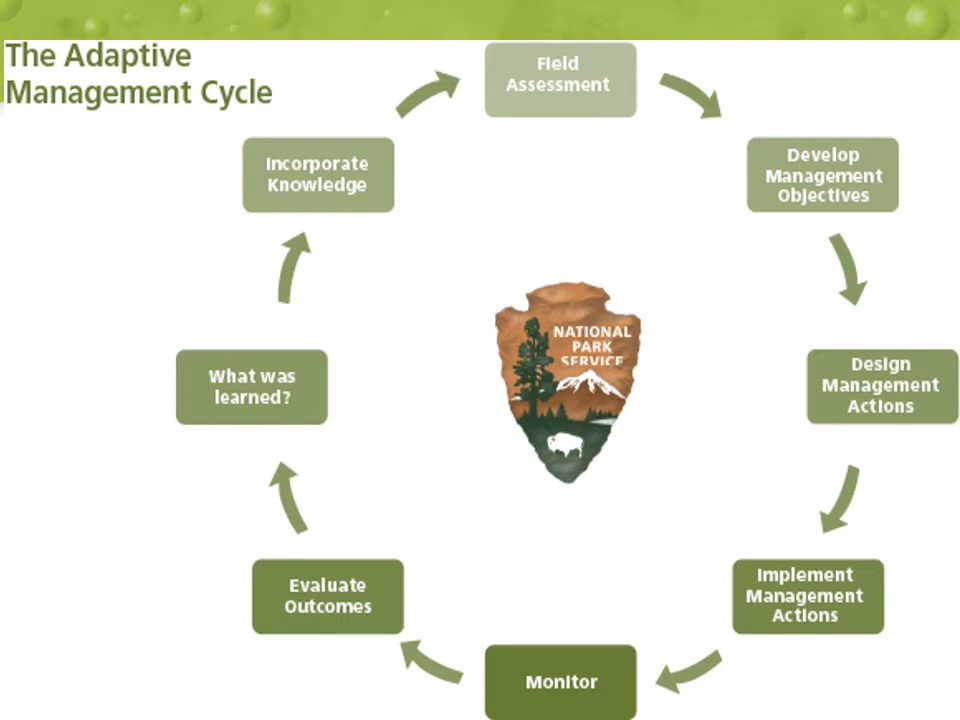 The Adaptive
Management Cycle
Field
Assessment
Develop
Management
Objectives
Design
Management
Actions
Implement
Management
Actions
Monitor
Evaluate
Outcomes
What was
learned?
Incorporate
Knowledge
NATIONAL
PARK
SERVICE